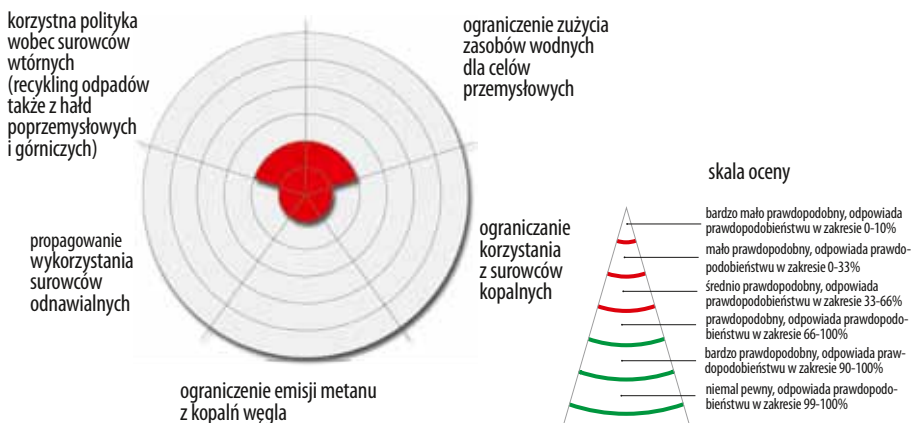 korzystna polityka
wobec surowców
wtórnych
(recykling odpadów
także z hałd
poprzemysłowych
i górniczych)
ograniczenie zużycia
zasobów wodnych
dla celów
przemysłowych
propagowanie
wykorzystania
surowców
odnawialnych
ograniczanie
korzystania
z surowców
kopalnych
ograniczenie emisji metanu
z kopalń węgla
skala oceny
bardzo mało prawdopodobny, odpowiada
prawdopodobieństwu w zakresie 0-10%
mało prawdopodobny, odpowiada prawdo-
podobieństwu w zakresie 0-33%
średnio prawdopodobny, odpowiada
prawdopodobieństwu w zakresie 33-66%
prawdopodobny, odpowiada prawdopodo-
bieństwu w zakresie 66-100%
bardzo prawdopodobny, odpowiada praw-
dopodobieństwu w zakresie 90-100%
niemal pewny, odpowiada prawdopodo-
bieństwu w zakresie 99-100%